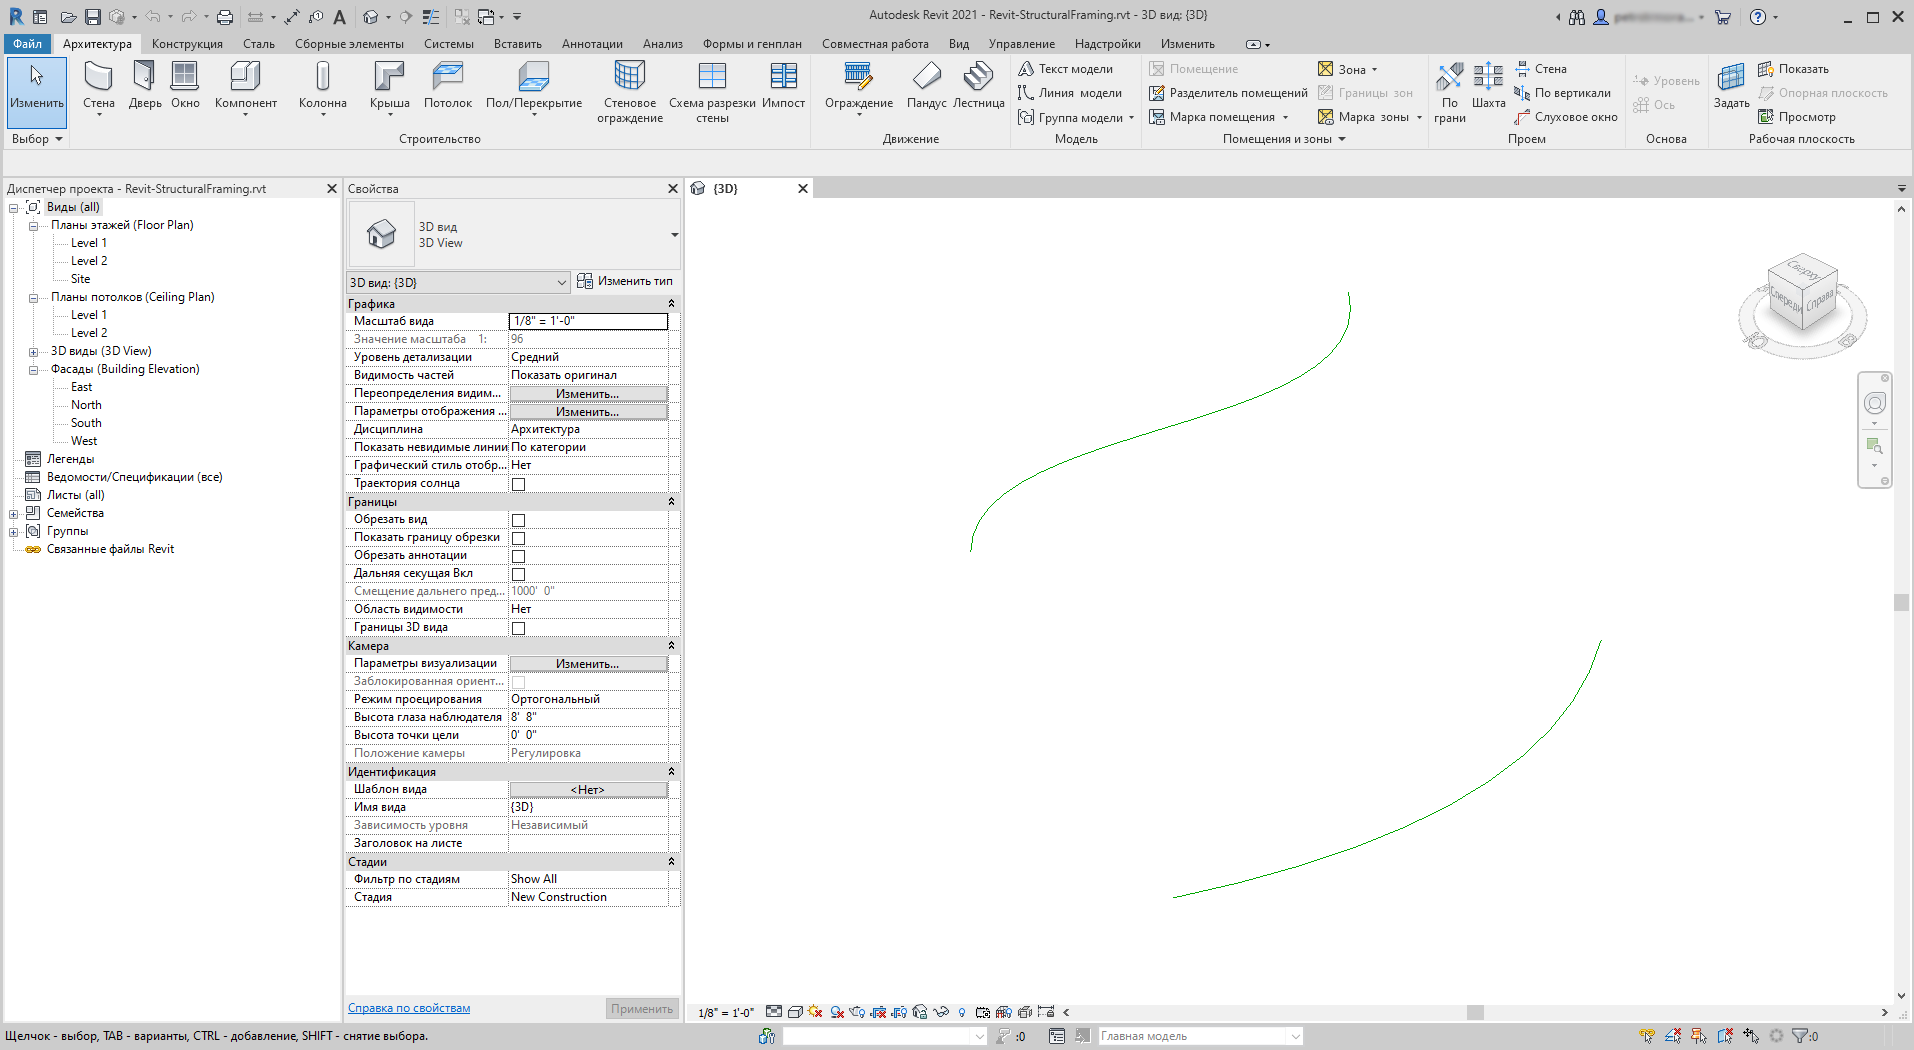 Autodesk Revit 2021 - Revit-StructuralFraming.rvt - 3D вид: {3D}
Файл Архитектура Конструкция Сталь Сборные элементы Системы Вставить Аннотации Анализ Формы и генплан Совместная работа Вид Управление Надстройки Изменить
Изменить
Стена
Дверь
Окно
Компонент
Колонна
Крыша
Потолок
Пол/Перекрытие
Стеновое
ограждение
Схема разрезки
стены
Импост
Ограждение
Пандус
Лестница
Текст модели
Линия модели
Группа модели
Помещение
Разделитель помещений
Марка помещения
Зона
Границы зон
Марка зоны
По
грани
Шахта
Стена
По вертикали
Слуховое окно
Уровень
Ось
Задать
Показать
Опорная плоскость
Просмотр
Выбор
Строительство
Движение
Модель
Помещения и зоны
Проем
Основа
Рабочая плоскость
Диспетчер проекта - Revit-StructuralFraming.rvt
Виды (all)
Планы этажей (Floor Plan)
Level 1
Level 2
Site
Планы потолков (Ceiling Plan)
Level 1
Level 2
3D виды (3D View)
Фасады (Building Elevation)
East
North
South
West
Легенды
Ведомости/Спецификации (все)
Листы (all)
Семейства
Группы
Связанные файлы Revit
Свойства
3D вид
3D View
3D вид: {3D}
Изменить тип
Графика
Масштаб вида 1/8" = 1'-0"
Значение масштаба 1: 96
Уровень детализации Средний
Видимость частей Показать оригинал
Переопределения видим... Изменить...
Параметры отображения ... Изменить...
Дисциплина Архитектура
Показать невидимые линии По категории
Графический стиль отобр... Нет
Траектория солнца
Границы
Обрезать вид
Показать границу обрезки
Обрезать аннотации
Дальняя секущая Вкл
Смещение дальнего пред... 1000' 0"
Область видимости Нет
Границы 3D вида
Камера
Параметры визуализации Изменить...
Заблокированная ориент...
Режим проецирования Ортогональный
Высота глаза наблюдателя 8' 8"
Высота точки цели 0' 0"
Положение камеры Регулировка
Идентификация
Шаблон вида <Нет>
Имя вида {3D}
Зависимость уровня Независимый
Заголовок на листе
Стадии
Фильтр по стадиям Show All
Стадия New Construction
Справка по свойствам
Применить
{3D}
Сверху
Спереди
Справа
1/8" = 1'-0"
Щелчок - выбор, TAB - варианты, CTRL - добавление, SHIFT - снятие выбора.
:0
Главная модель
:0